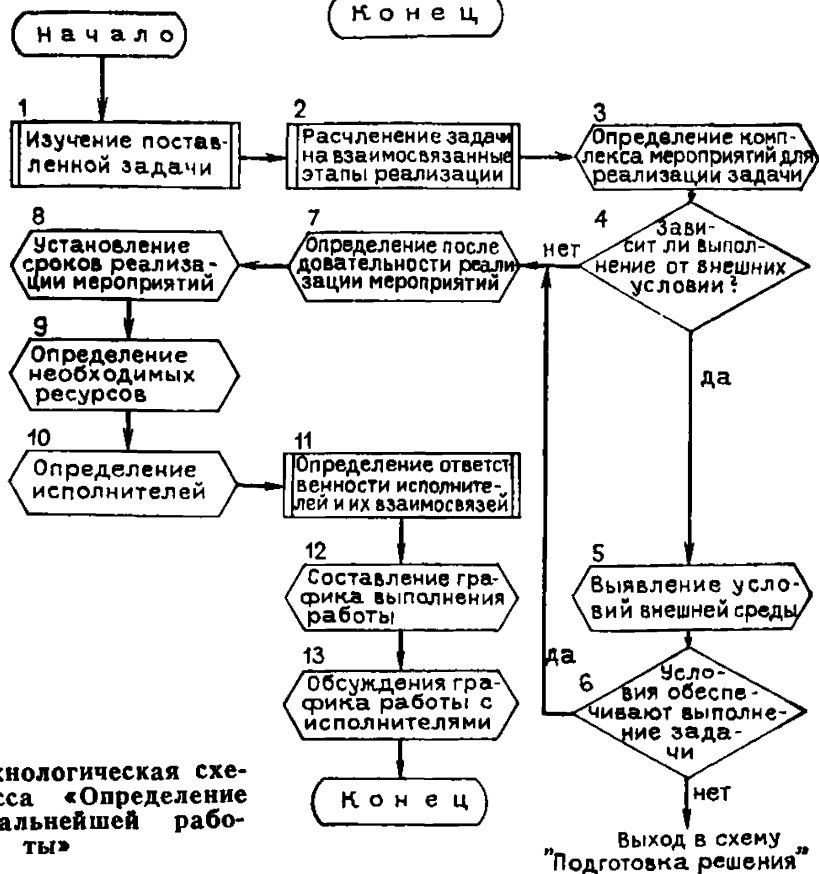 Конец
Начало
1
Изучение постав-
ленной задачи
2
Расчленение задачи
на взаимосвязанные
этапы реализации
3
Определение комп-
лекса мероприятий для
реализации задачи
4
Зави-
сит ли выпол-
нение от внешних
условии?
нет
да
7
Определение после
довательности реали
зации мероприятий
8
Установление
сроков реализа-
ции мероприятий
9
Определение
необходимых
ресурсов
10
Определение
исполнителей
11
Определение ответст
венности исполните-
лей и их взаимосвязей
12
Составление гра-
фика выполнения
работы
13
Обсуждения гра-
фика работы с
исполнителями
Конец
5
Выявление усло-
вий внешней среды
6
Усло-
вия обеспе-
чивают выполне-
ние зада-
чи
да
нет
Выход в схему
"Подготовка решения"
хнологическая схе-
сса «Определение
альнейшей рабо-
ты»